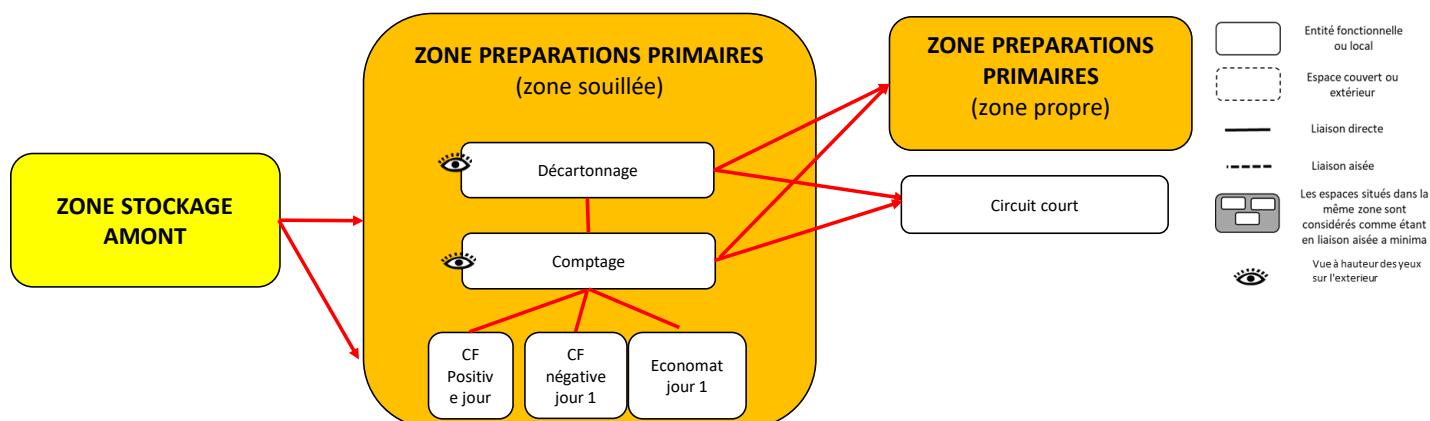 ZONE STOCKAGE
AMONT
ZONE PREPARATIONS PRIMAIRES
(zone souillée)
Décartonnage
Comptage
CF
Positiv
e jour
CF
négative
jour 1
Economat
jour 1
ZONE PREPARATIONS
PRIMAIRES
(zone propre)
Circuit court
Entité fonctionnelle
ou local
Espace couvert ou
extérieur
Liaison directe
Liaison aisée
Les espaces situés dans la
même zone sont
considérés comme étant
en liaison aisée a minima
Vue à hauteur des yeux
sur l'exterieur